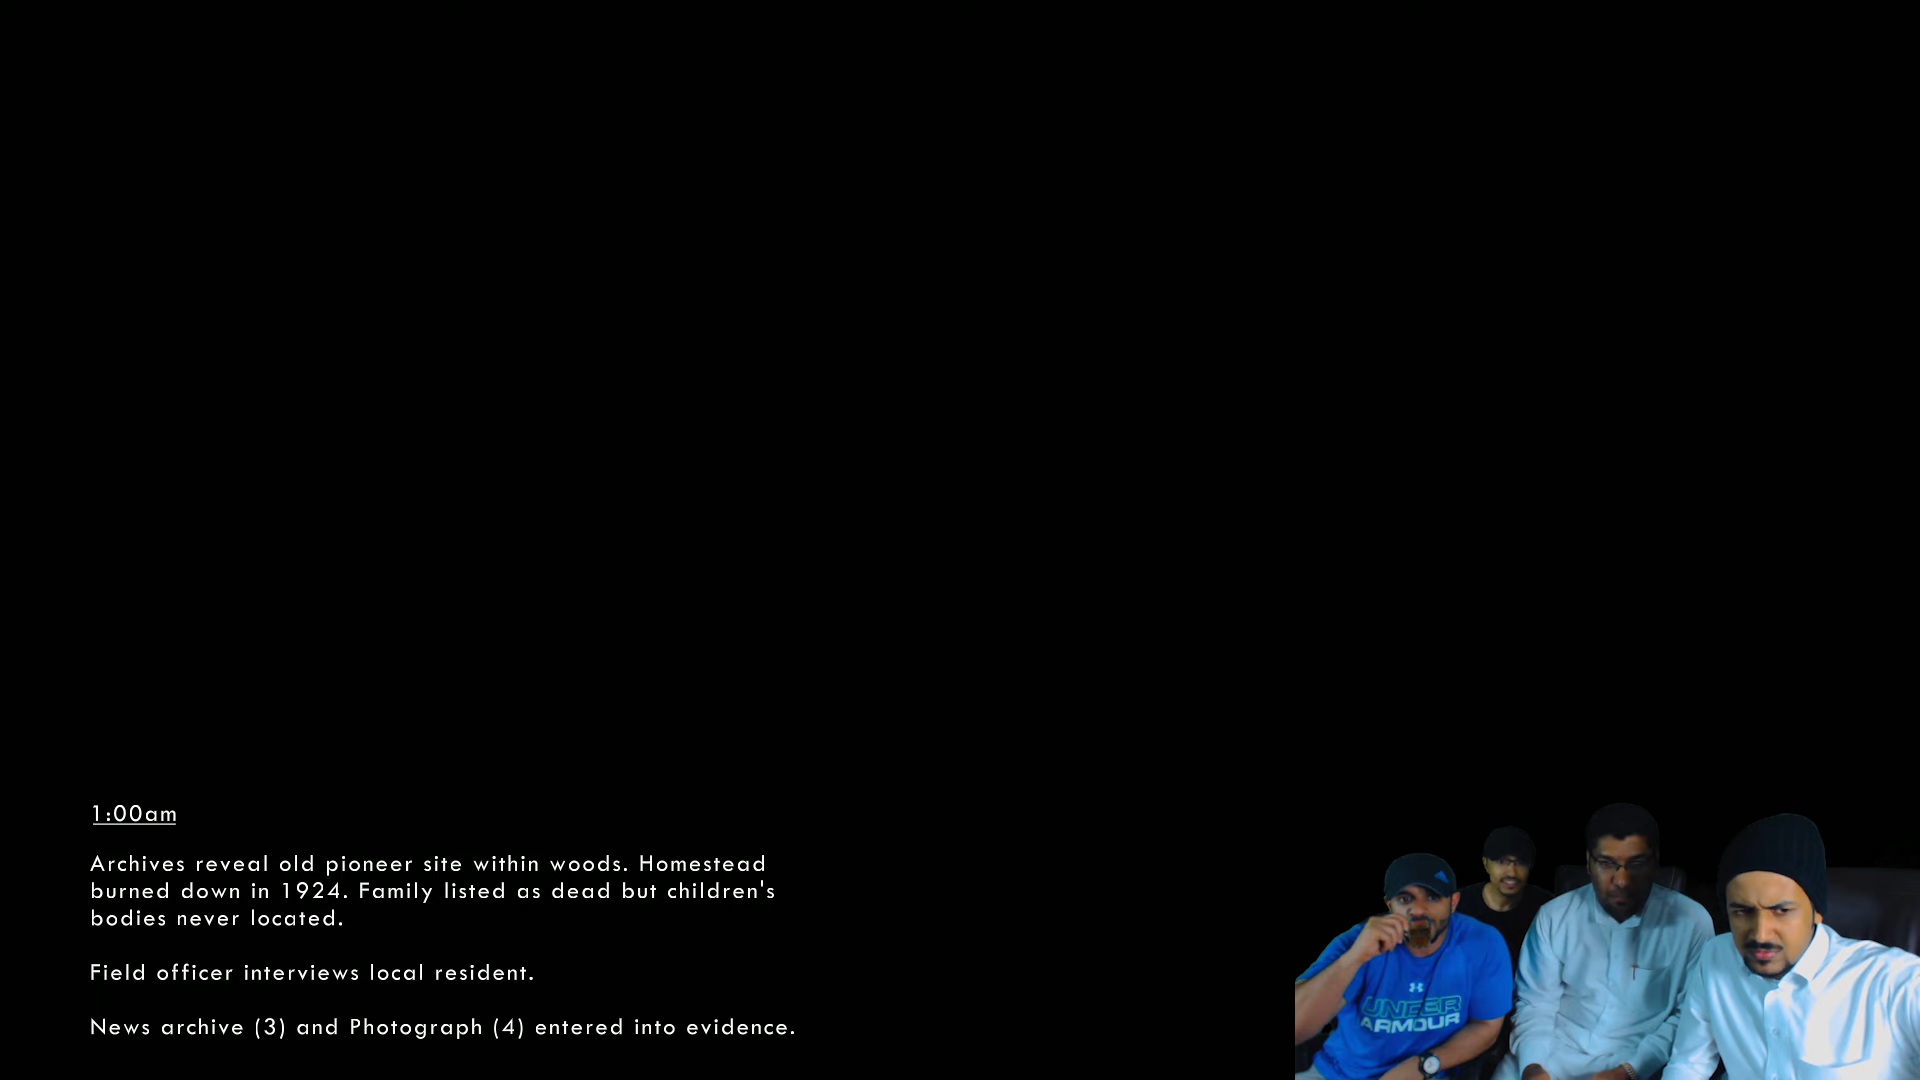 1:00am
Archives reveal old pioneer site within woods. Homestead
burned down in 1924. Family listed as dead but children's
bodies never located.
Field officer interviews local resident.
News archive (3) and Photograph (4) entered into evidence.
UNDER
ARMOUR